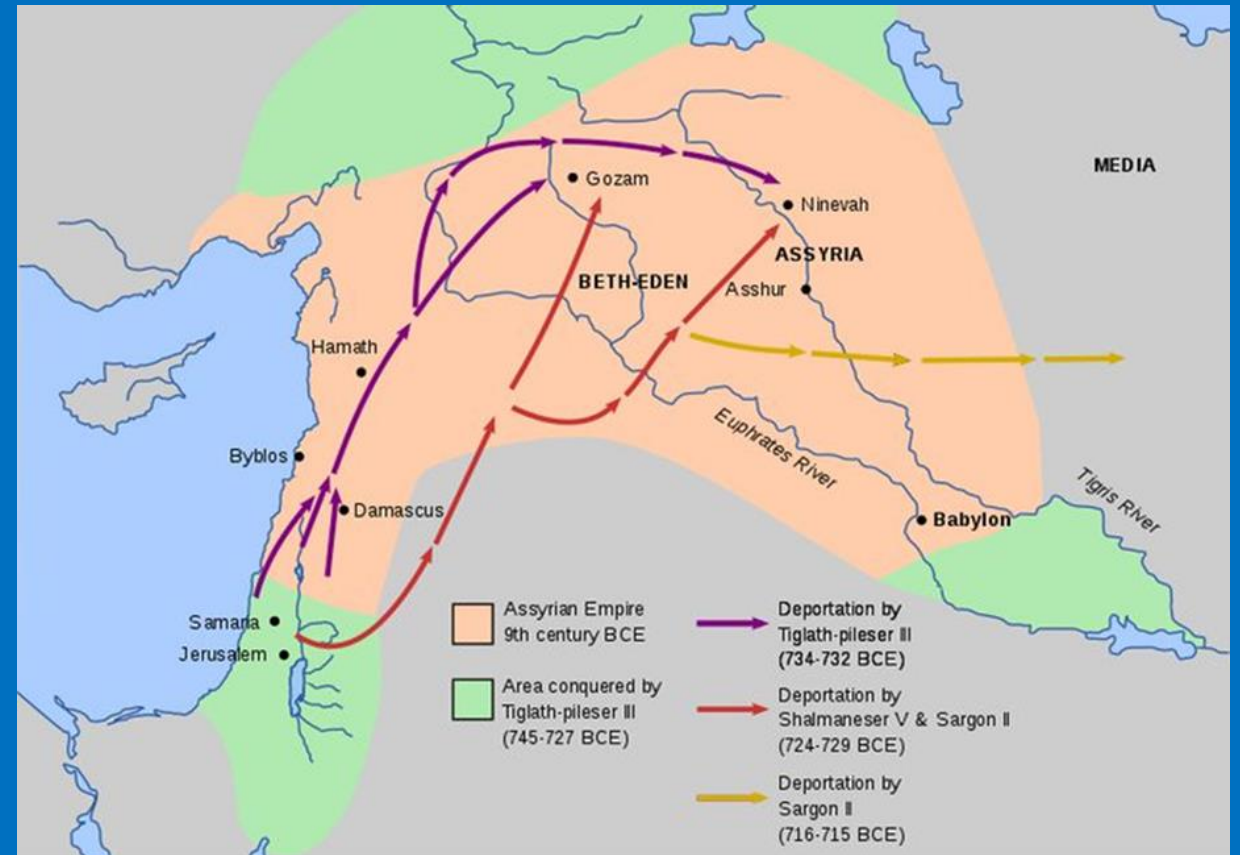 MEDIA
Gozam
Ninevah
ASSYRIA
BETH-EDEN
Asshur
Hamath
Euphrates River
Byblos
Tigris River
Damascus
Babylon
Samaria
Jerusalem
Assyrian Empire
9th century BCE
Area conquered by
Tiglath-pileser III
(745-727 BCE)
Deportation by
Tiglath-pileser III
(734-732 BCE)
Deportation by
Shalmaneser V & Sargon II
(724-729 BCE)
Deportation by
Sargon II
(716-715 BCE)